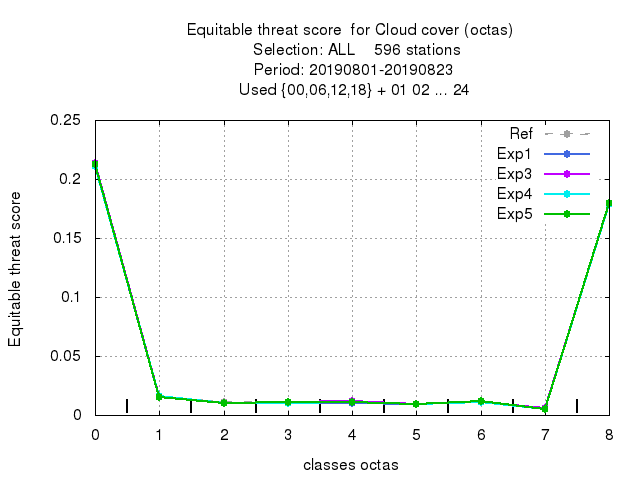 Equitable threat score  for Cloud cover (octas)
Selection: ALL    596 stations
Period: 20190801-20190823
Used {00,06,12,18} + 01 02 ... 24
Ref
Exp1
Exp3
Exp4
Exp5
0.25
0.2
0.15
0.1
0.05
0
Equitable threat score
0 1 2 3 4 5 6 7 8
classes octas